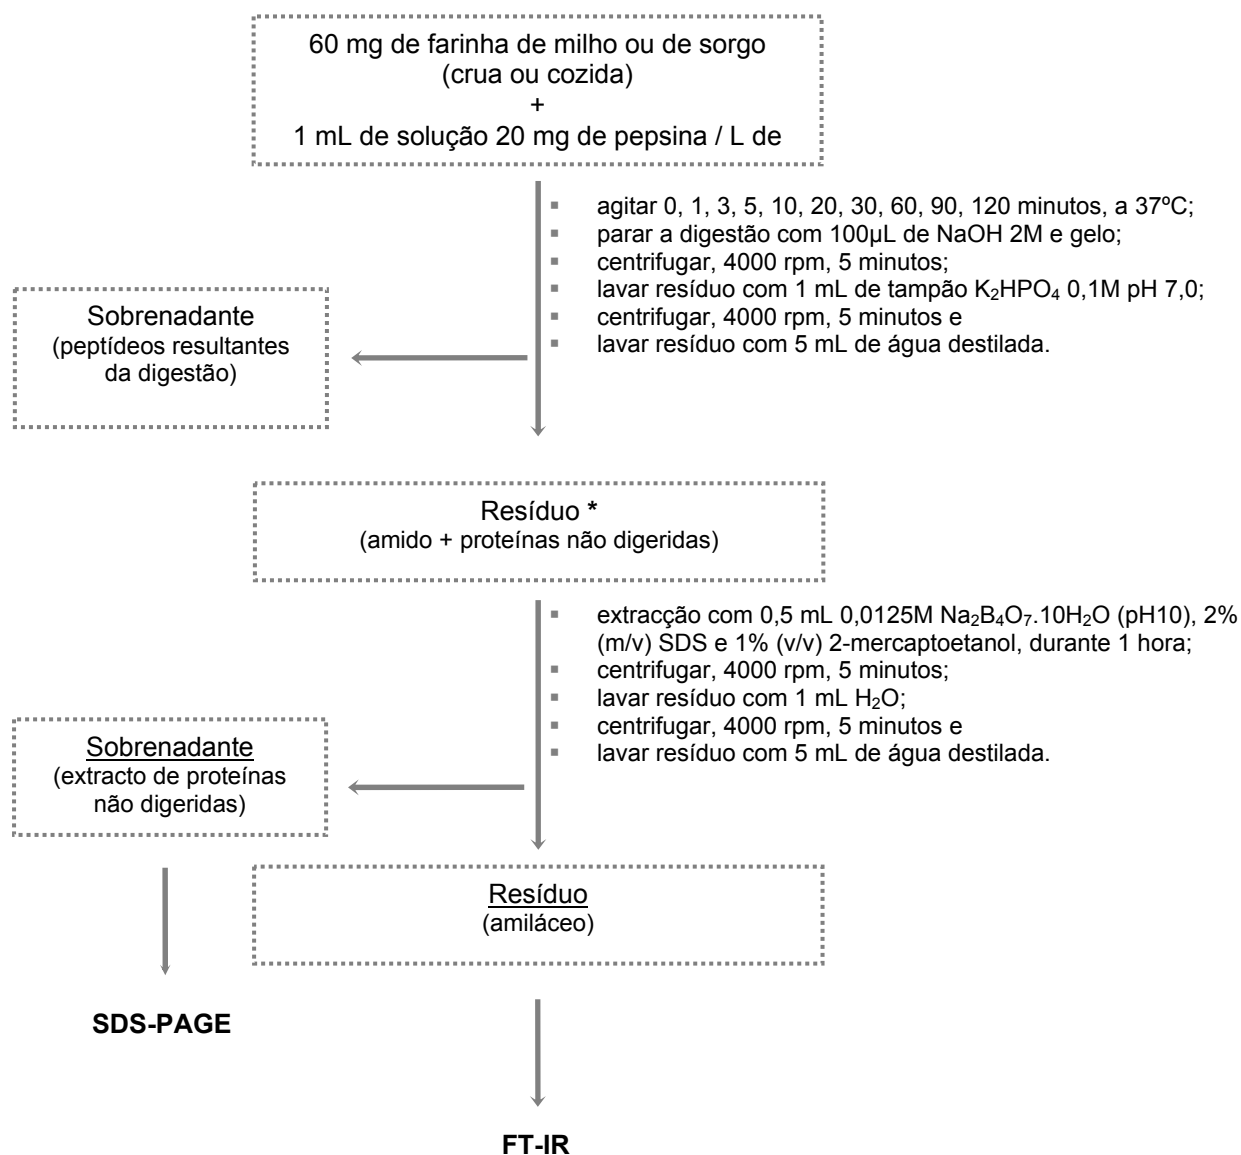 60 mg de farinha de milho ou de sorgo
(crua ou cozida)
+
1 mL de solução 20 mg de pepsina / L de
▪ agitar 0, 1, 3, 5, 10, 20, 30, 60, 90, 120 minutos, a 37ºC;
▪ parar a digestão com 100µL de NaOH 2M e gelo;
▪ centrifugar, 4000 rpm, 5 minutos;
▪ lavar resíduo com 1 mL de tampão K₂HPO₄ 0,1M pH 7,0;
▪ centrifugar, 4000 rpm, 5 minutos e
▪ lavar resíduo com 5 mL de água destilada.
Sobrenadante
(peptídeos resultantes
da digestão)
Resíduo *
(amido + proteínas não digeridas)
▪ extracção com 0,5 mL 0,0125M Na₂B₄O₇.10H₂O (pH10), 2%
(m/v) SDS e 1% (v/v) 2-mercaptoetanol, durante 1 hora;
▪ centrifugar, 4000 rpm, 5 minutos;
▪ lavar resíduo com 1 mL H₂O;
▪ centrifugar, 4000 rpm, 5 minutos e
▪ lavar resíduo com 5 mL de água destilada.
Sobrenadante
(extracto de proteínas
não digeridas)
Resíduo
(amiláceo)
SDS-PAGE
FT-IR